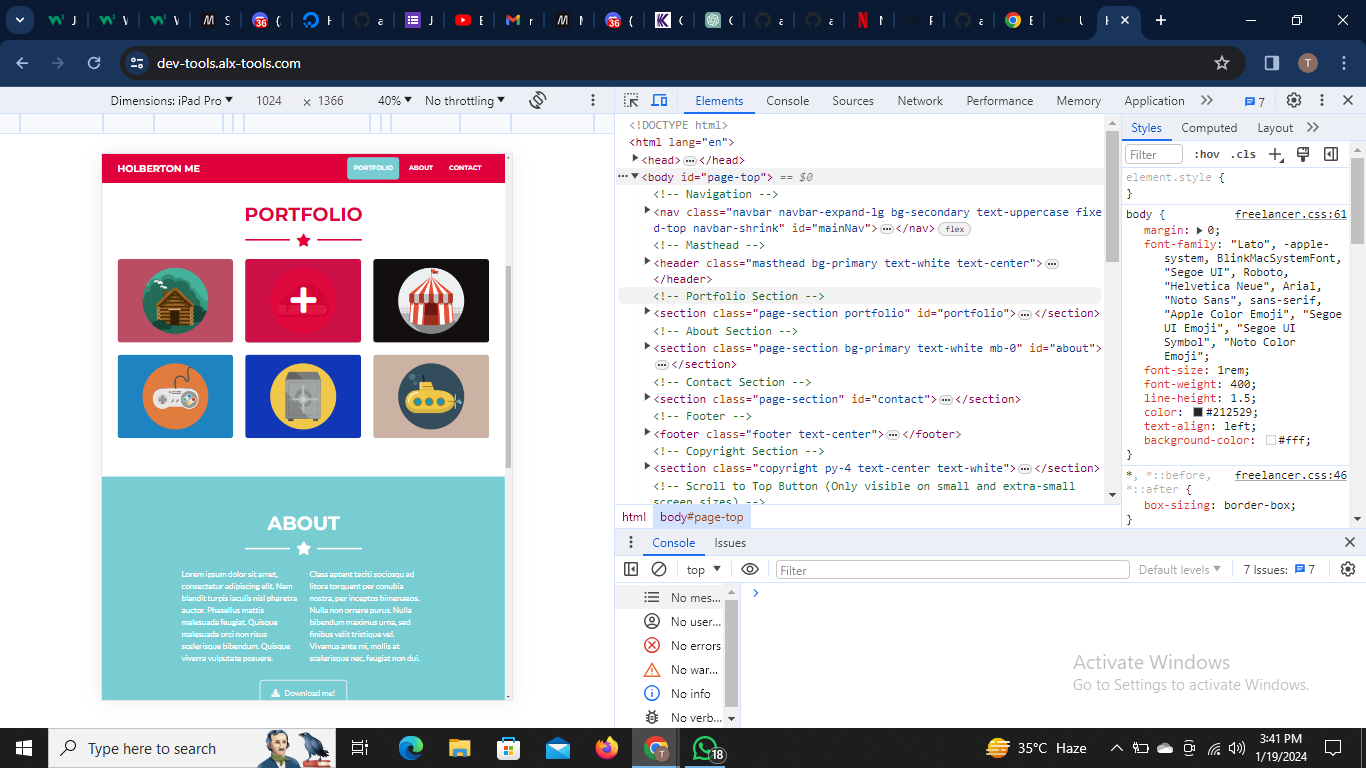 J
W
W
S
(
H
a
J
E
r
M
(
C
C
a
a
N
F
a
E
L
H
dev-tools.alx-tools.com
T
Dimensions: iPad Pro 1024 × 1366 40% No throttling
Elements Console Sources Network Performance Memory Application 7
HOLBERTON ME
PORTFOLIO ABOUT CONTACT
PORTFOLIO
ABOUT
Lorem ipsum dolor sit amet,
consectetur adipiscing elit. Nam
blandit turpis iaculis nisl pharetra
auctor. Phasellus mattis
malesuada feugiat. Quisque
malesuada orci non risus
scelerisque bibendum. Quisque
viverra vulputate posuere.
Class aptent taciti sociosqu ad
litora torquent per conubia
nostra, per inceptos himenaeos.
Nulla non ornare purus. Nulla
bibendum maximus urna, sed
finibus velit tristique vel.
Vivamus ante mi, mollis at
scelerisque nec, feugiat non dui.
Download me!
<!DOCTYPE html>
<html lang="en">
<head> … </head>
… <body id="page-top"> == $0
<!-- Navigation -->
<nav class="navbar navbar-expand-lg bg-secondary text-uppercase fixe
d-top navbar-shrink" id="mainNav"> … </nav> flex
<!-- Masthead -->
<header class="masthead bg-primary text-white text-center"> …
</header>
<!-- Portfolio Section -->
<section class="page-section portfolio" id="portfolio"> … </section>
<!-- About Section -->
<section class="page-section bg-primary text-white mb-0" id="about">
… </section>
<!-- Contact Section -->
<section class="page-section" id="contact"> … </section>
<!-- Footer -->
<footer class="footer text-center"> … </footer>
<!-- Copyright Section -->
<section class="copyright py-4 text-center text-white"> … </section>
<!-- Scroll to Top Button (Only visible on small and extra-small
screen sizes) -->
html body#page-top
Styles Computed Layout
Filter :hov .cls
element.style {
}
body { freelancer.css:61
margin: 0;
font-family: "Lato", -apple-
system, BlinkMacSystemFont,
"Segoe UI", Roboto,
"Helvetica Neue", Arial,
"Noto Sans", sans-serif,
"Apple Color Emoji", "Segoe
UI Emoji", "Segoe UI
Symbol", "Noto Color
Emoji";
font-size: 1rem;
font-weight: 400;
line-height: 1.5;
color: #212529;
text-align: left;
background-color: #fff;
}
*, *::before, freelancer.css:46
*::after {
box-sizing: border-box;
}
Console Issues
top Filter Default levels 7 Issues: 7
No mes...
No user...
No errors
No war...
No info
No verb...
Activate Windows
Go to Settings to activate Windows.
Type here to search
T
18
35°C Haze
3:41 PM
1/19/2024